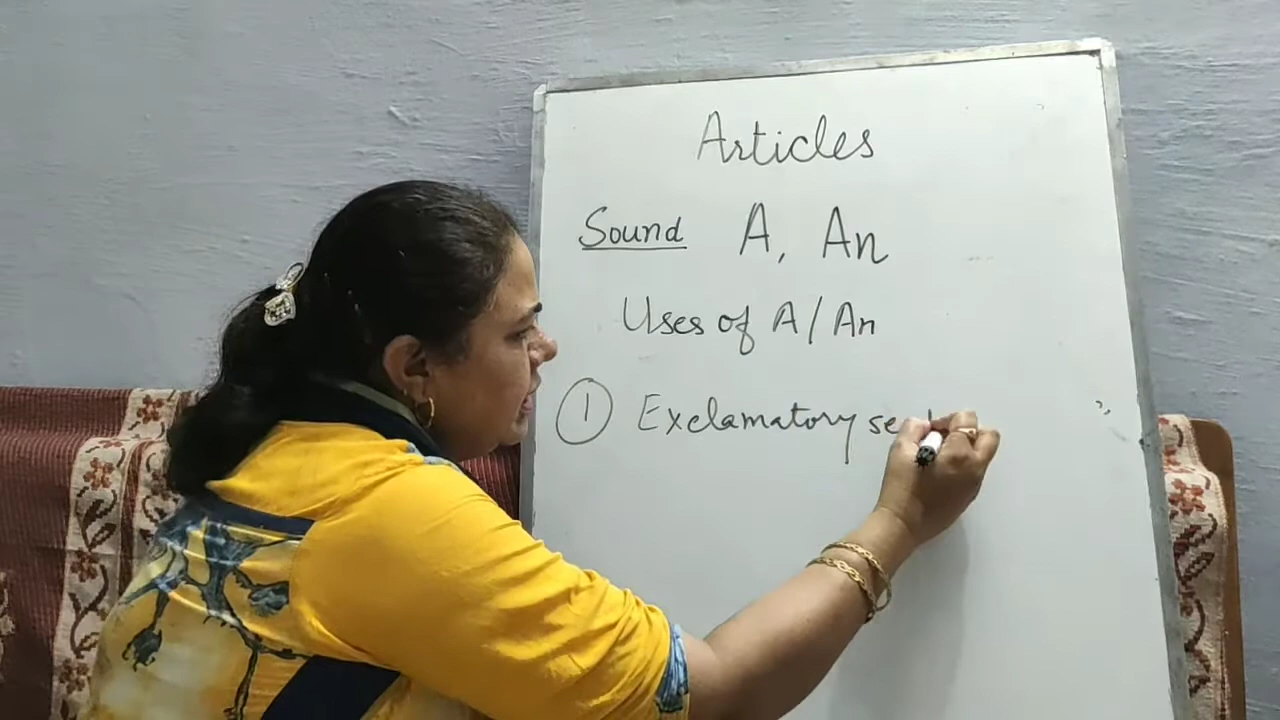 Articles
Sound A, An
Uses of A/An
1 Exclamatory